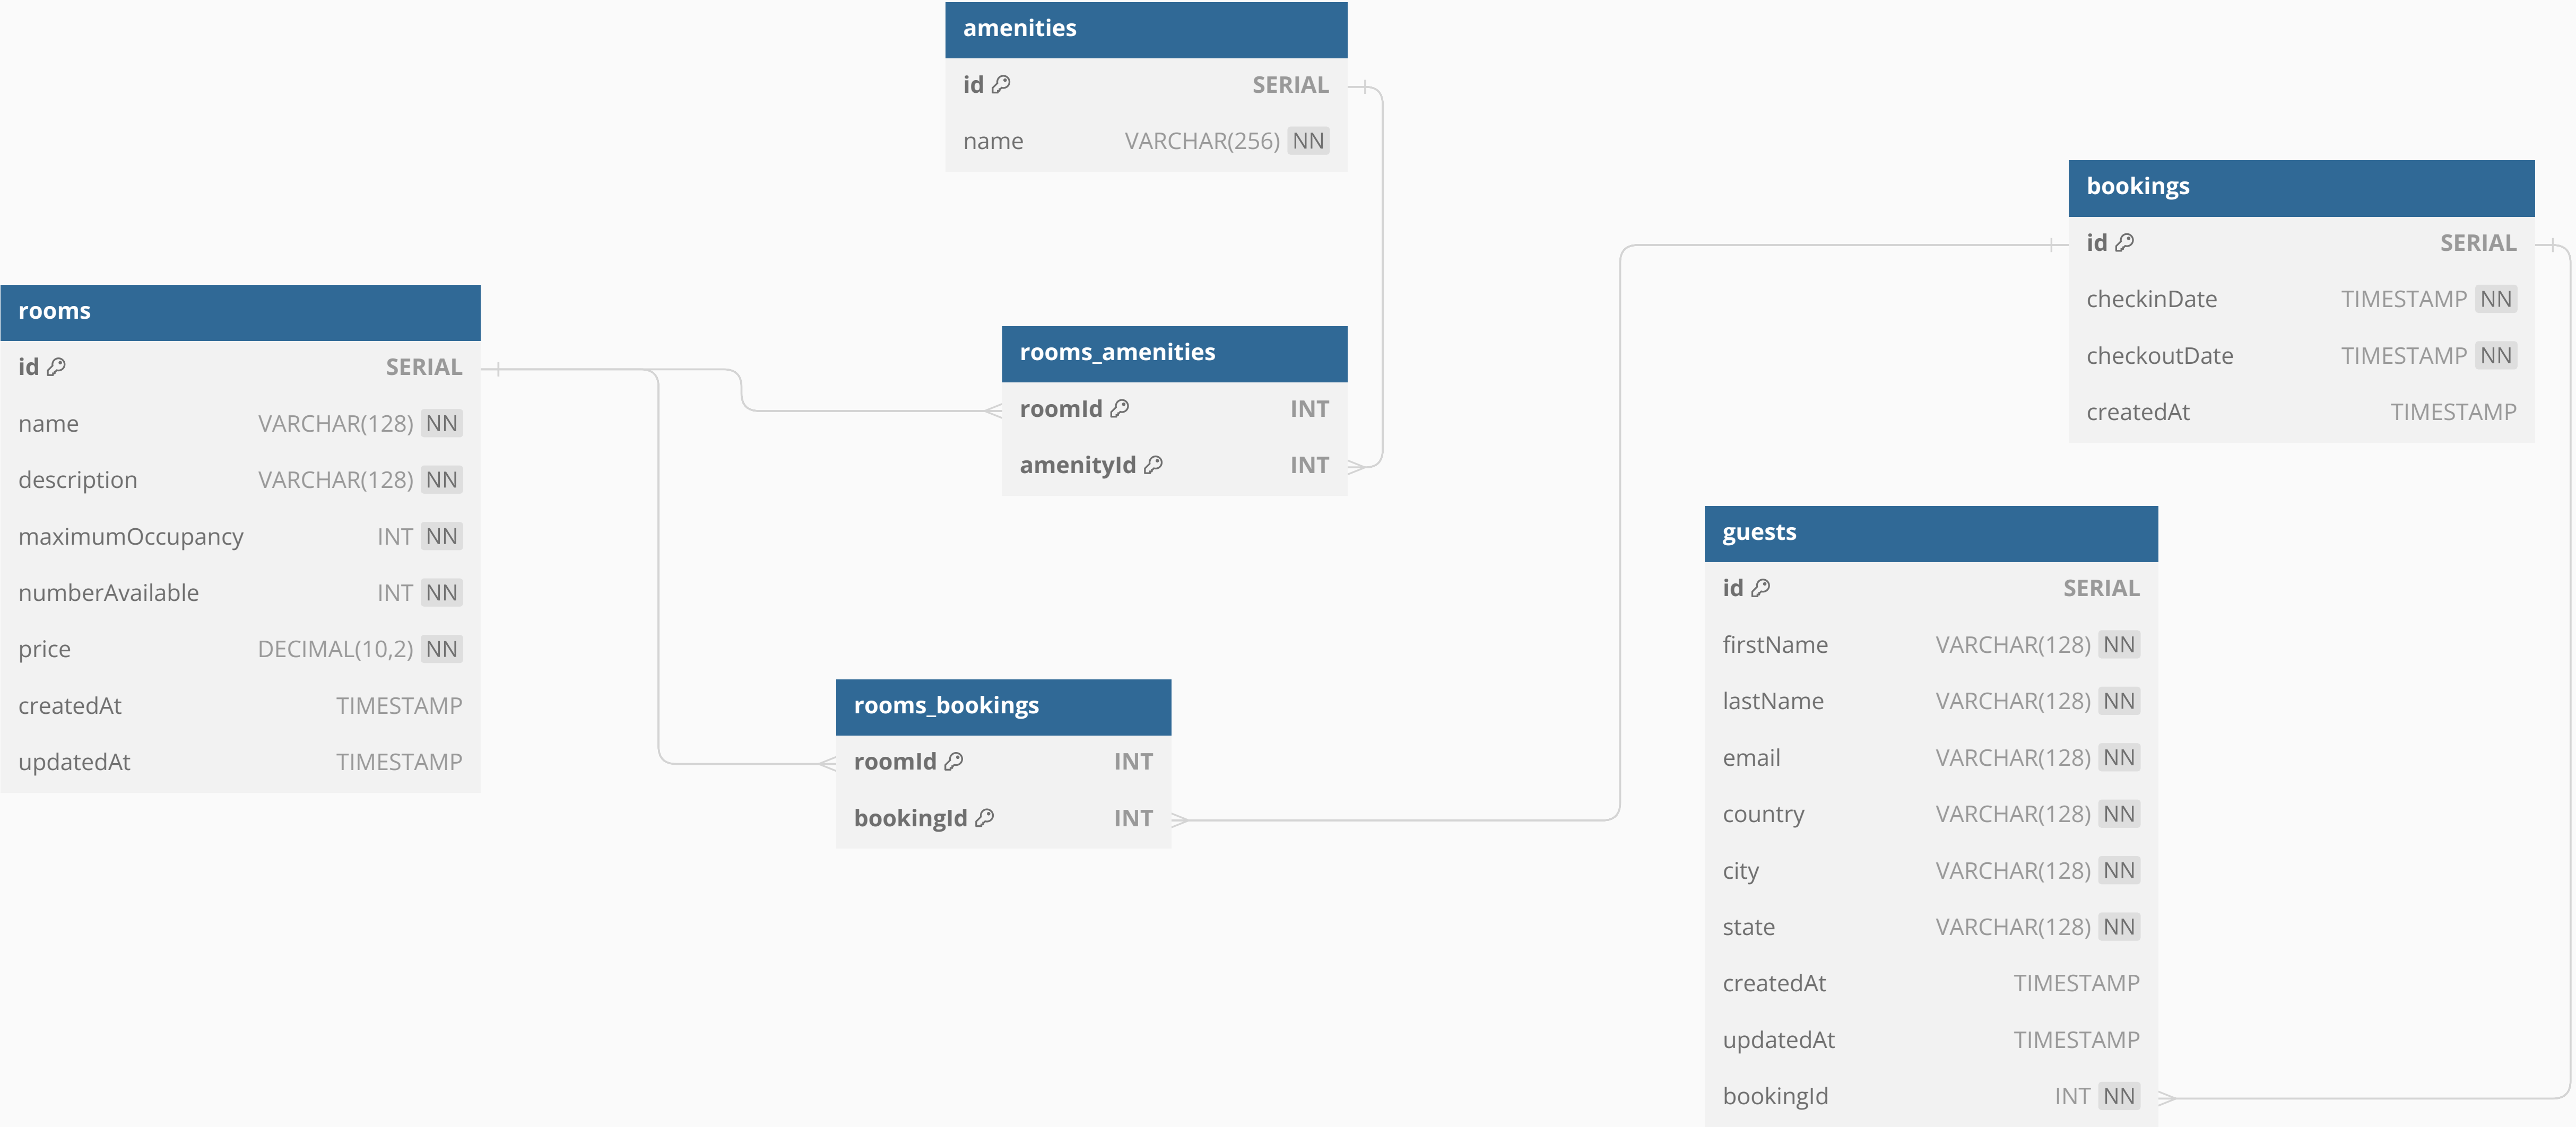 amenities
id SERIAL
name VARCHAR(256) NN
rooms
id SERIAL
name VARCHAR(128) NN
description VARCHAR(128) NN
maximumOccupancy INT NN
numberAvailable INT NN
price DECIMAL(10,2) NN
createdAt TIMESTAMP
updatedAt TIMESTAMP
rooms_amenities
roomId INT
amenityId INT
rooms_bookings
roomId INT
bookingId INT
bookings
id SERIAL
checkinDate TIMESTAMP NN
checkoutDate TIMESTAMP NN
createdAt TIMESTAMP
guests
id SERIAL
firstName VARCHAR(128) NN
lastName VARCHAR(128) NN
email VARCHAR(128) NN
country VARCHAR(128) NN
city VARCHAR(128) NN
state VARCHAR(128) NN
createdAt TIMESTAMP
updatedAt TIMESTAMP
bookingId INT NN